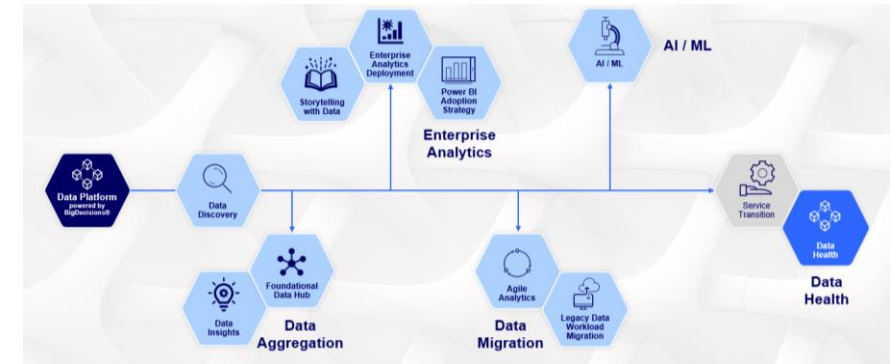 Enterprise
Analytics
Deployment
Storytelling
with Data
Power BI
Adoption
Strategy
Enterprise
Analytics
AI / ML
AI / ML
Data Platform
powered by
BigDecisions®
Data
Discovery
Service
Transition
Data
Health
Data
Health
Foundational
Data Hub
Data
Insights
Data
Aggregation
Agile
Analytics
Legacy Data
Workload
Migration
Data
Migration